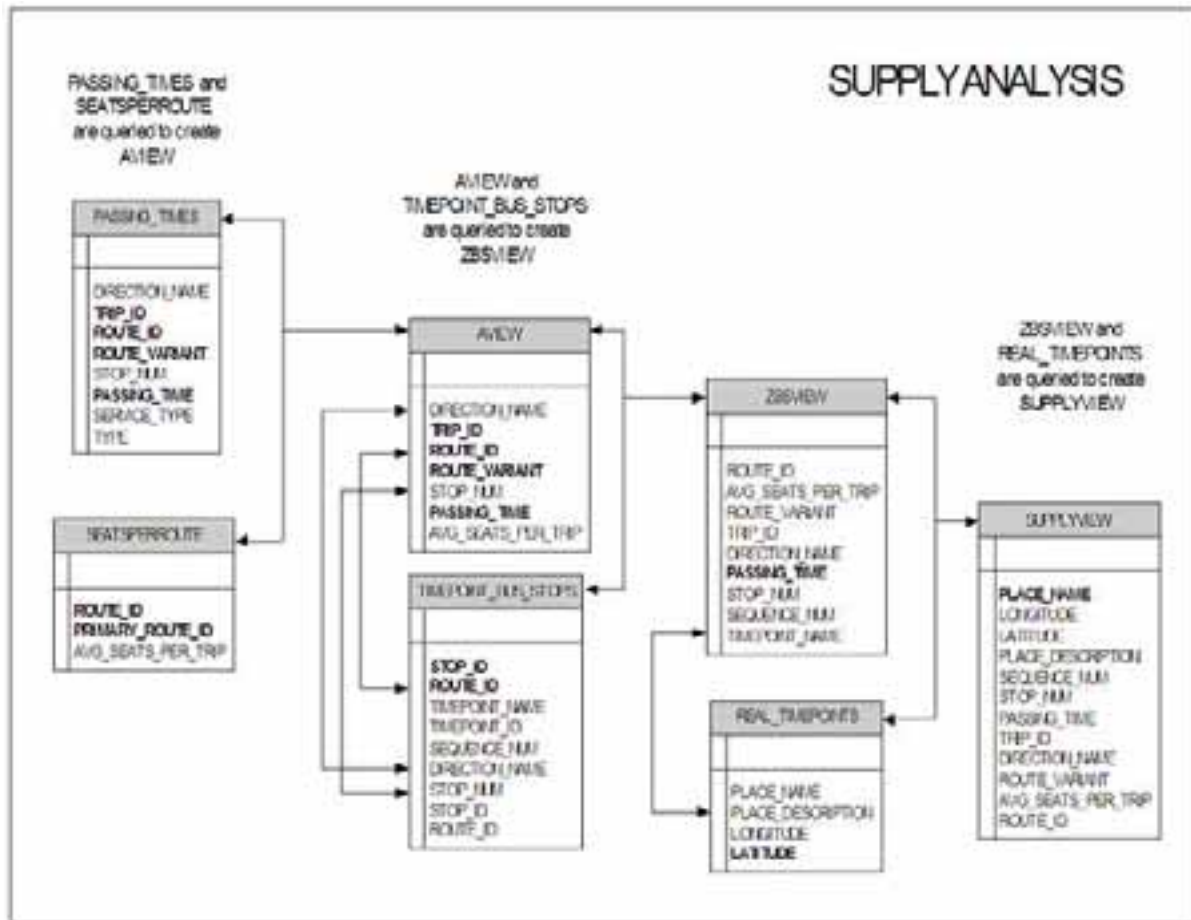 SUPPLY ANALYSIS
PASSING_TIMES and
SEATSPERROUTE
are queried to create
AVIEW
PASSING_TIMES
DIRECTION_NAME
TRIP_ID
ROUTE_ID
ROUTE_VARIANT
STOP_NUM
PASSING_TIME
SERVICE_TYPE
TYPE
SEATSPERROUTE
ROUTE_ID
PRIMARY_ROUTE_ID
AVG_SEATS_PER_TRIP
AVIEW and
TIMEPOINT_BUS_STOPS
are queried to create
ZBSVIEW
AVIEW
DIRECTION_NAME
TRIP_ID
ROUTE_ID
ROUTE_VARIANT
STOP_NUM
PASSING_TIME
AVG_SEATS_PER_TRIP
TIMEPOINT_BUS_STOPS
STOP_ID
ROUTE_ID
TIMEPOINT_NAME
TIMEPOINT_ID
SEQUENCE_NUM
DIRECTION_NAME
STOP_NUM
STOP_ID
ROUTE_ID
ZBSVIEW
ROUTE_ID
AVG_SEATS_PER_TRIP
ROUTE_VARIANT
TRIP_ID
DIRECTION_NAME
PASSING_TIME
STOP_NUM
SEQUENCE_NUM
TIMEPOINT_NAME
REAL_TIMEPOINTS
PLACE_NAME
PLACE_DESCRIPTION
LONGITUDE
LATITUDE
ZBSVIEW and
REAL_TIMEPOINTS
are queried to create
SUPPLYVIEW
SUPPLYVIEW
PLACE_NAME
LONGITUDE
LATITUDE
PLACE_DESCRIPTION
SEQUENCE_NUM
STOP_NUM
PASSING_TIME
TRIP_ID
DIRECTION_NAME
ROUTE_VARIANT
AVG_SEATS_PER_TRIP
ROUTE_ID